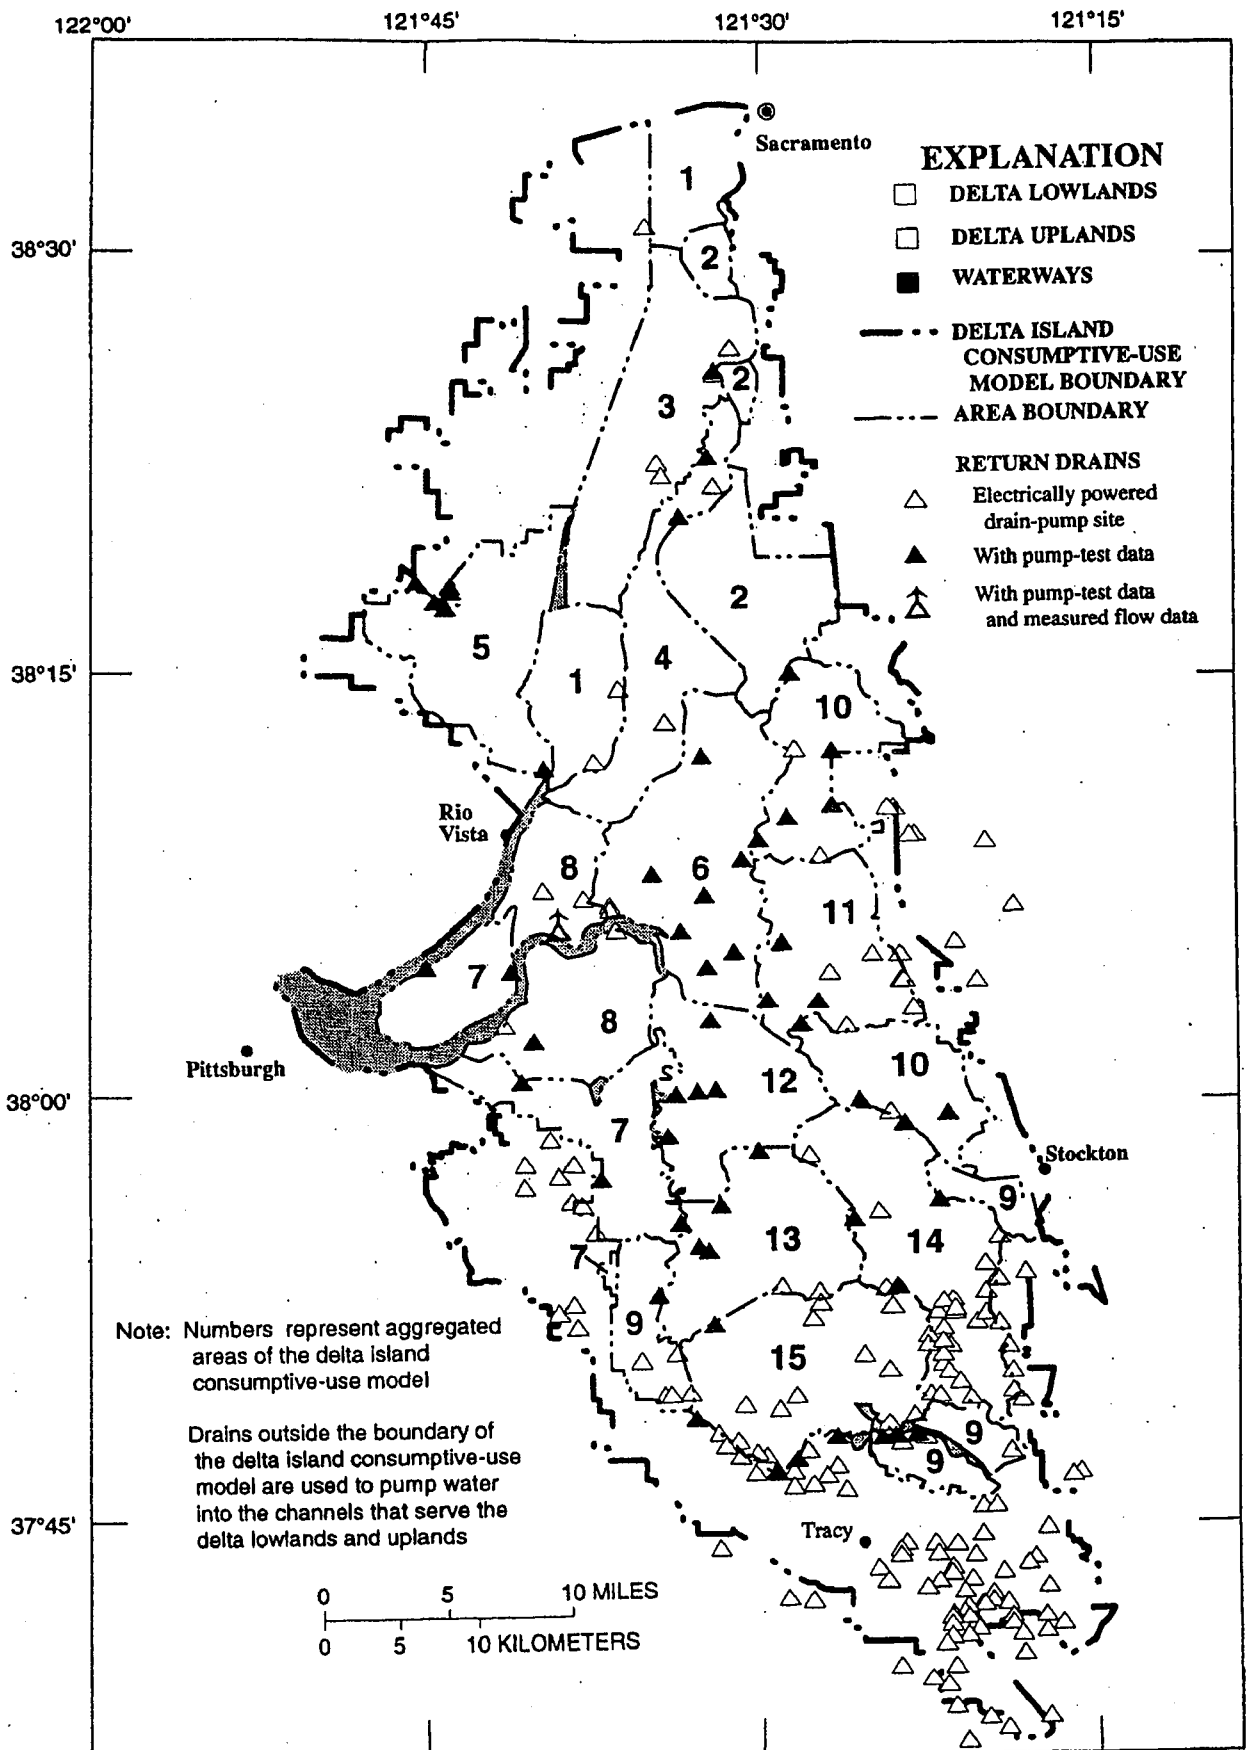 122°00'
121°45'
121°30'
121°15'
Sacramento
EXPLANATION
DELTA LOWLANDS
DELTA UPLANDS
WATERWAYS
DELTA ISLAND
CONSUMPTIVE-USE
MODEL BOUNDARY
AREA BOUNDARY
RETURN DRAINS
Electrically powered
drain-pump site
With pump-test data
With pump-test data
and measured flow data
1
38°30'
2
2
3
2
5
4
38°15'
1
10
Rio
Vista
8
6
11
7
8
Pittsburgh
12
10
38°00'
7
Stockton
9
13
14
7
9
15
9
9
Note: Numbers represent aggregated
areas of the delta island
consumptive-use model
Drains outside the boundary of
the delta island consumptive-use
model are used to pump water
into the channels that serve the
delta lowlands and uplands
37°45'
Tracy
0 5 10 MILES
0 5 10 KILOMETERS